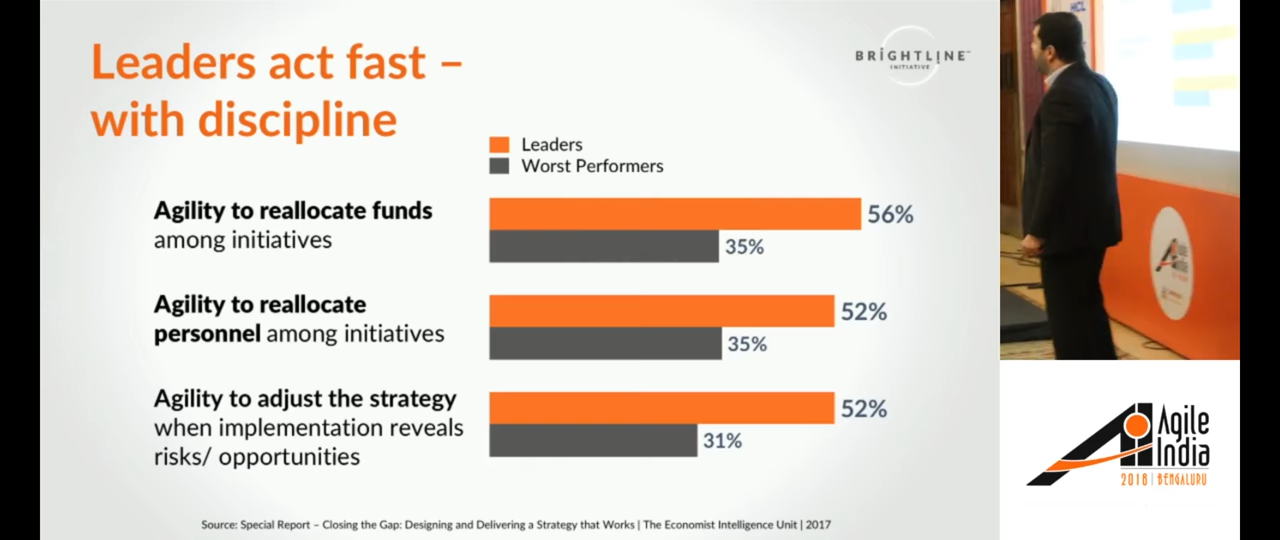 Leaders act fast –
with discipline
BRIGHTLINE™
INITIATIVE
Leaders
Worst Performers
Agility to reallocate funds
among initiatives
56%
35%
Agility to reallocate
personnel among initiatives
52%
35%
Agility to adjust the strategy
when implementation reveals
risks/ opportunities
52%
31%
Source: Special Report – Closing the Gap: Designing and Delivering a Strategy that Works | The Economist Intelligence Unit | 2017
HCL
Agile
India
2018 | BENGALURU